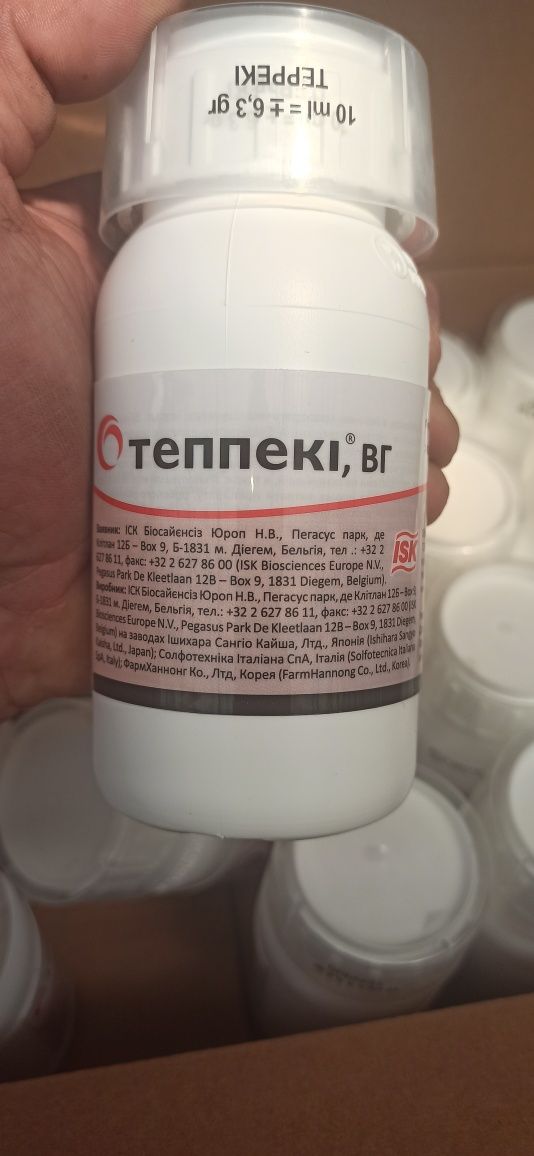 10 ml = ± 6,3 gr
TEPPEKI
теппекі®, ВГ
Заявник: ІСК Біосайєнсіз Юроп Н.В., Пегасус парк, де
Клітлан 12Б – Box 9, Б-1831 м. Діегем, Бельгія, тел .: +32 2
627 86 11, факс: +32 2 627 86 00 (ISK Biosciences Europe N.V.,
Pegasus Park De Kleetlaan 12B – Box 9, 1831 Diegem, Belgium).
ISK
Виробник: ІСК Біосайєнсіз Юроп Н.В., Пегасус парк, де Клітлан 12Б – Box 9,
Б-1831 м. Діегем, Бельгія, тел.: +32 2 627 86 11, факс: +32 2 627 86 00 (ISK
Biosciences Europe N.V., Pegasus Park De Kleetlaan 12B – Box 9, 1831 Diegem,
Belgium) на заводах Ішихара Сангіо Кайша, Лтд., Японія (Ishihara Sangyo
Kaisha, Ltd., Japan); Солфотехніка Італіана СпА, Італія (Solfotecnica Italiana
SpA, Italy); ФармХаннонг Ко., Лтд, Корея (FarmHannong Co., Ltd., Korea).